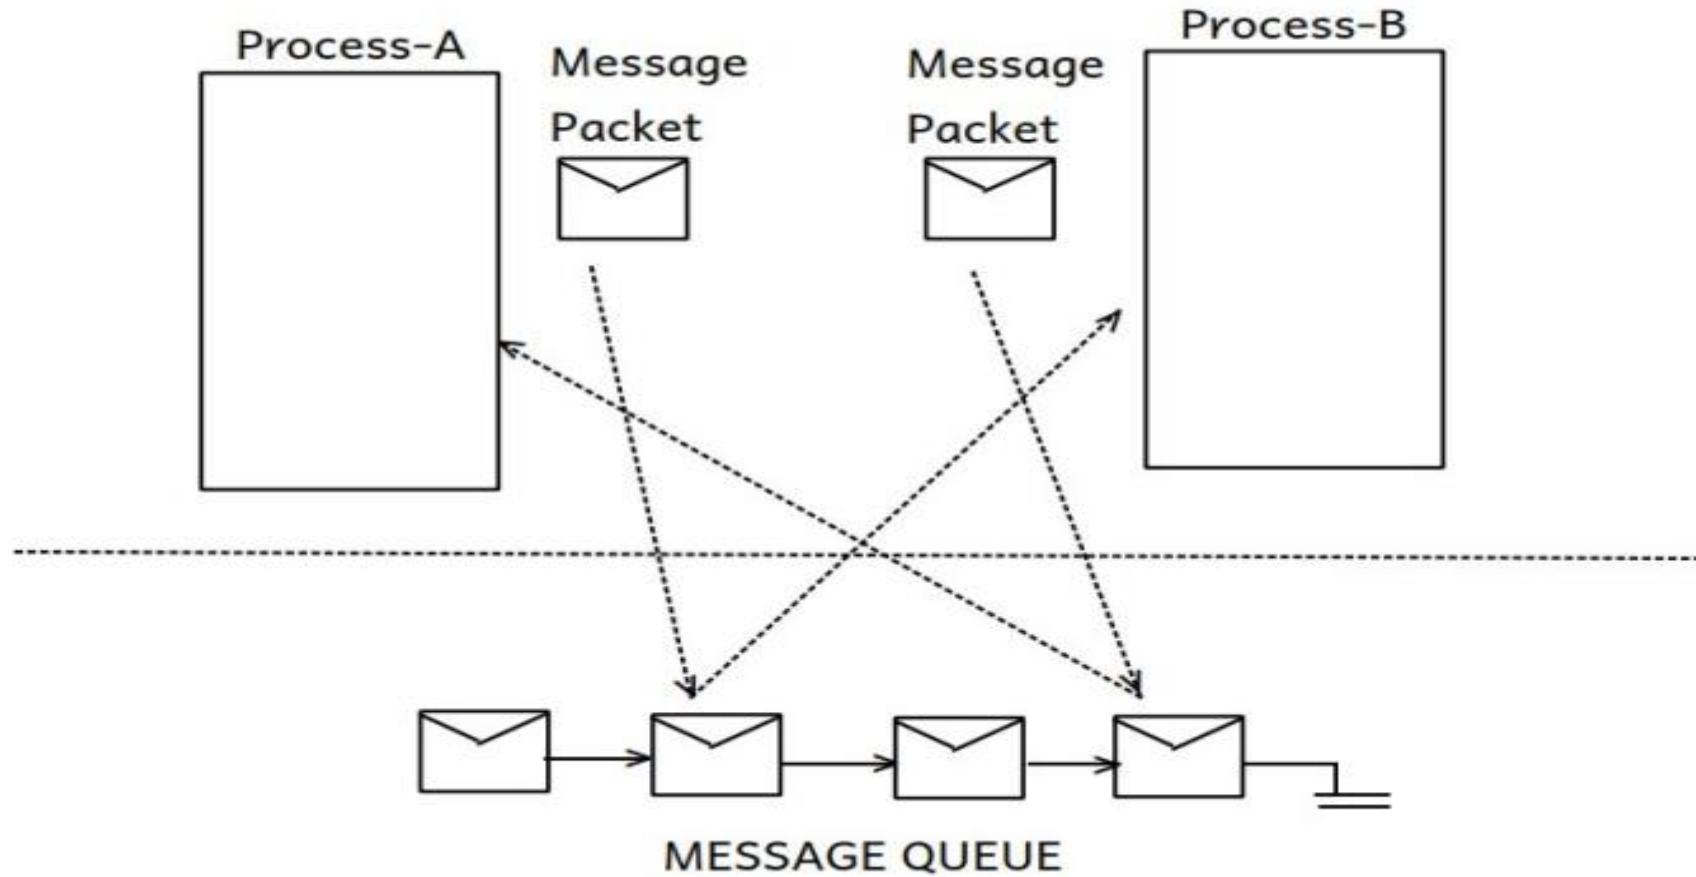 Process-A
Message
Packet
Message
Packet
Process-B
MESSAGE QUEUE